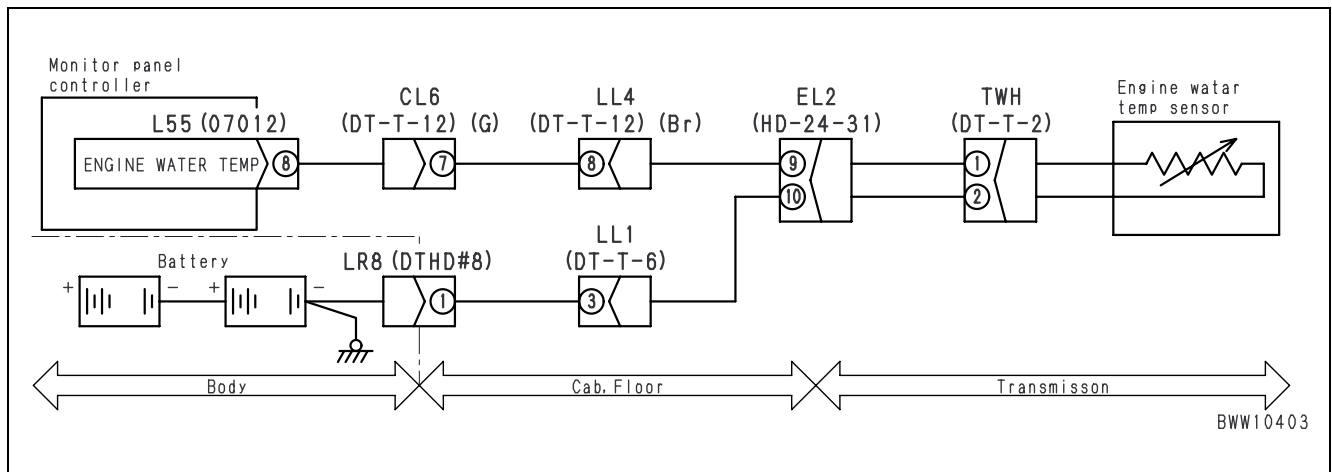 Monitor panel
controller
L55 (07012)
ENGINE WATER TEMP
8
CL6
(DT-T-12) (G)
7
LL4
(DT-T-12) (Br)
8
EL2
(HD-24-31)
9
10
TWH
(DT-T-2)
1
2
Engine watar
temp sensor
Battery
+ - + -
LR8 (DTHD#8)
1
LL1
(DT-T-6)
3
Body
Cab, Floor
Transmisson
BWW10403